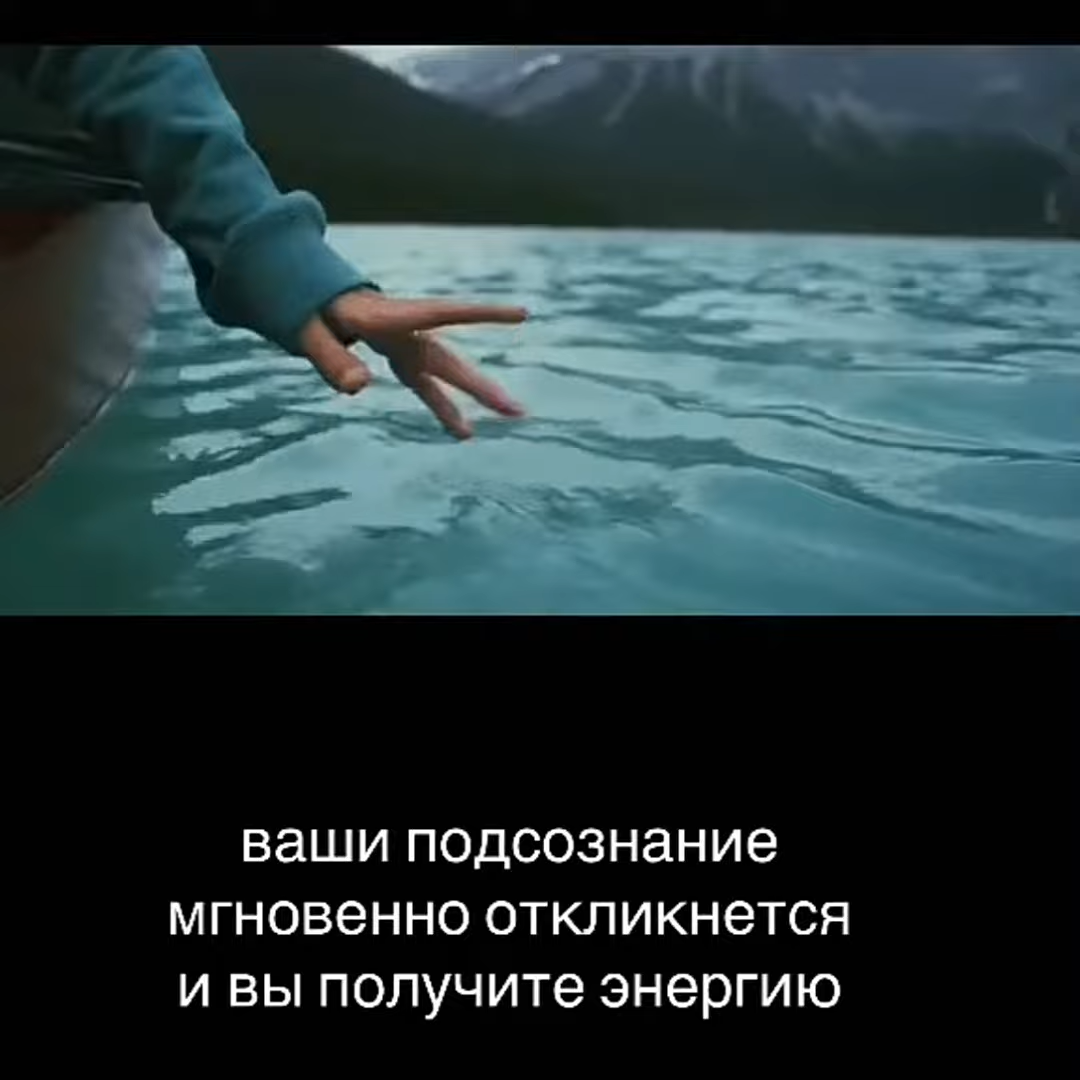 ваши подсознание
мгновенно откликнется
и вы получите энергию